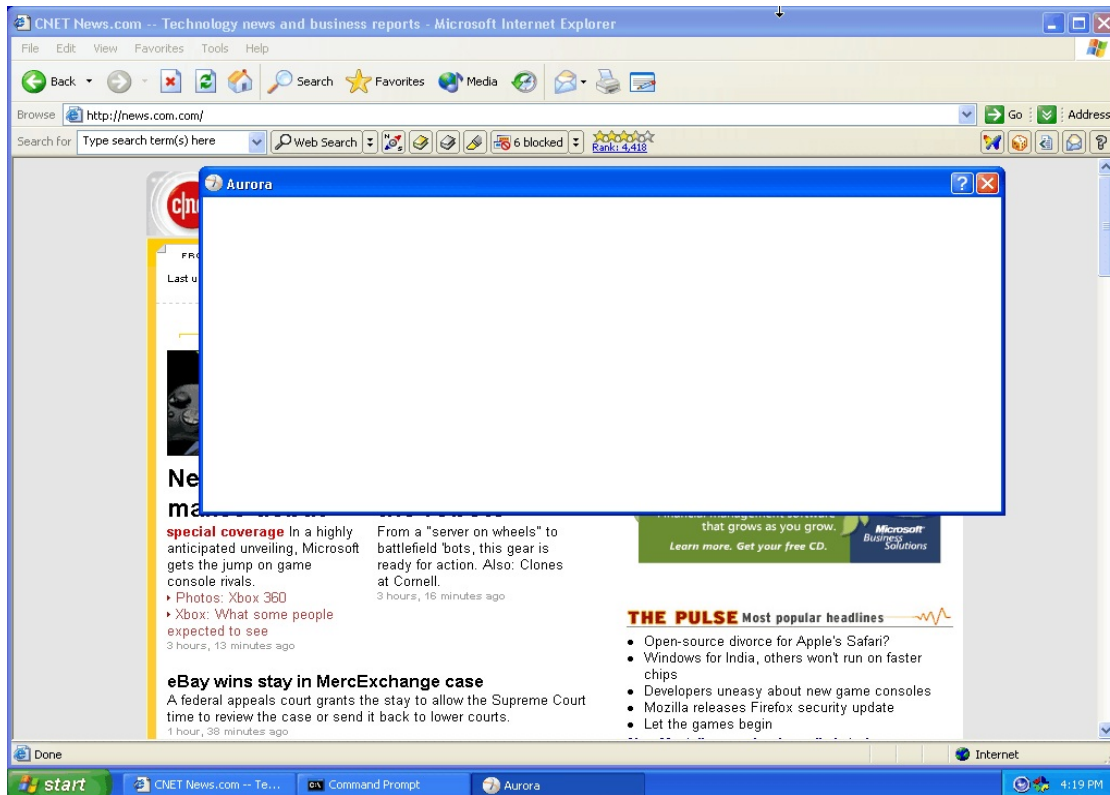 CNET News.com -- Technology news and business reports - Microsoft Internet Explorer
File Edit View Favorites Tools Help
Back Search Favorites Media
Browse http://news.com.com/ Go Address
Search for Type search term(s) here Web Search 6 blocked Rank: 4,418
Aurora
Last u
Ne
special coverage In a highly
anticipated unveiling, Microsoft
gets the jump on game
console rivals.
Photos: Xbox 360
Xbox: What some people
expected to see
3 hours, 13 minutes ago
From a "server on wheels" to
battlefield 'bots, this gear is
ready for action. Also: Clones
at Cornell.
3 hours, 16 minutes ago
eBay wins stay in MercExchange case
A federal appeals court grants the stay to allow the Supreme Court
time to review the case or send it back to lower courts.
1 hour, 38 minutes ago
that grows as you grow.
Learn more. Get your free CD.
Microsoft
Business
Solutions
THE PULSE Most popular headlines
Open-source divorce for Apple's Safari?
Windows for India, others won't run on faster
chips
Developers uneasy about new game consoles
Mozilla releases Firefox security update
Let the games begin
Done Internet
start CNET News.com -- Te... Command Prompt Aurora 4:19 PM